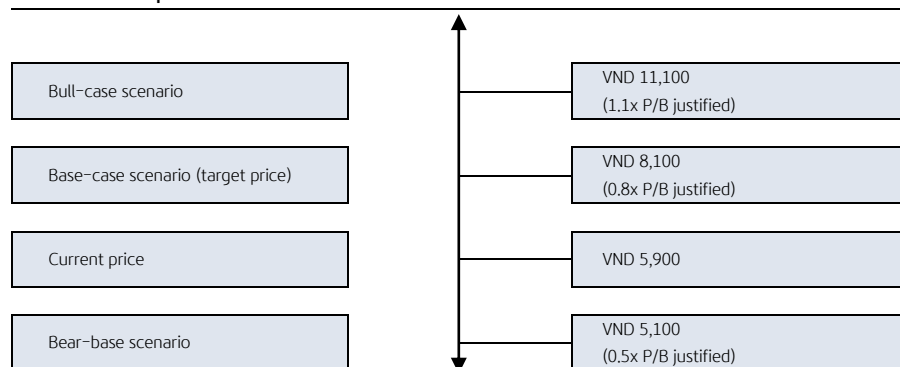 Bull-case scenario
VND 11,100
(1.1x P/B justified)
Base-case scenario (target price)
VND 8,100
(0.8x P/B justified)
Current price
VND 5,900
Bear-base scenario
VND 5,100
(0.5x P/B justified)